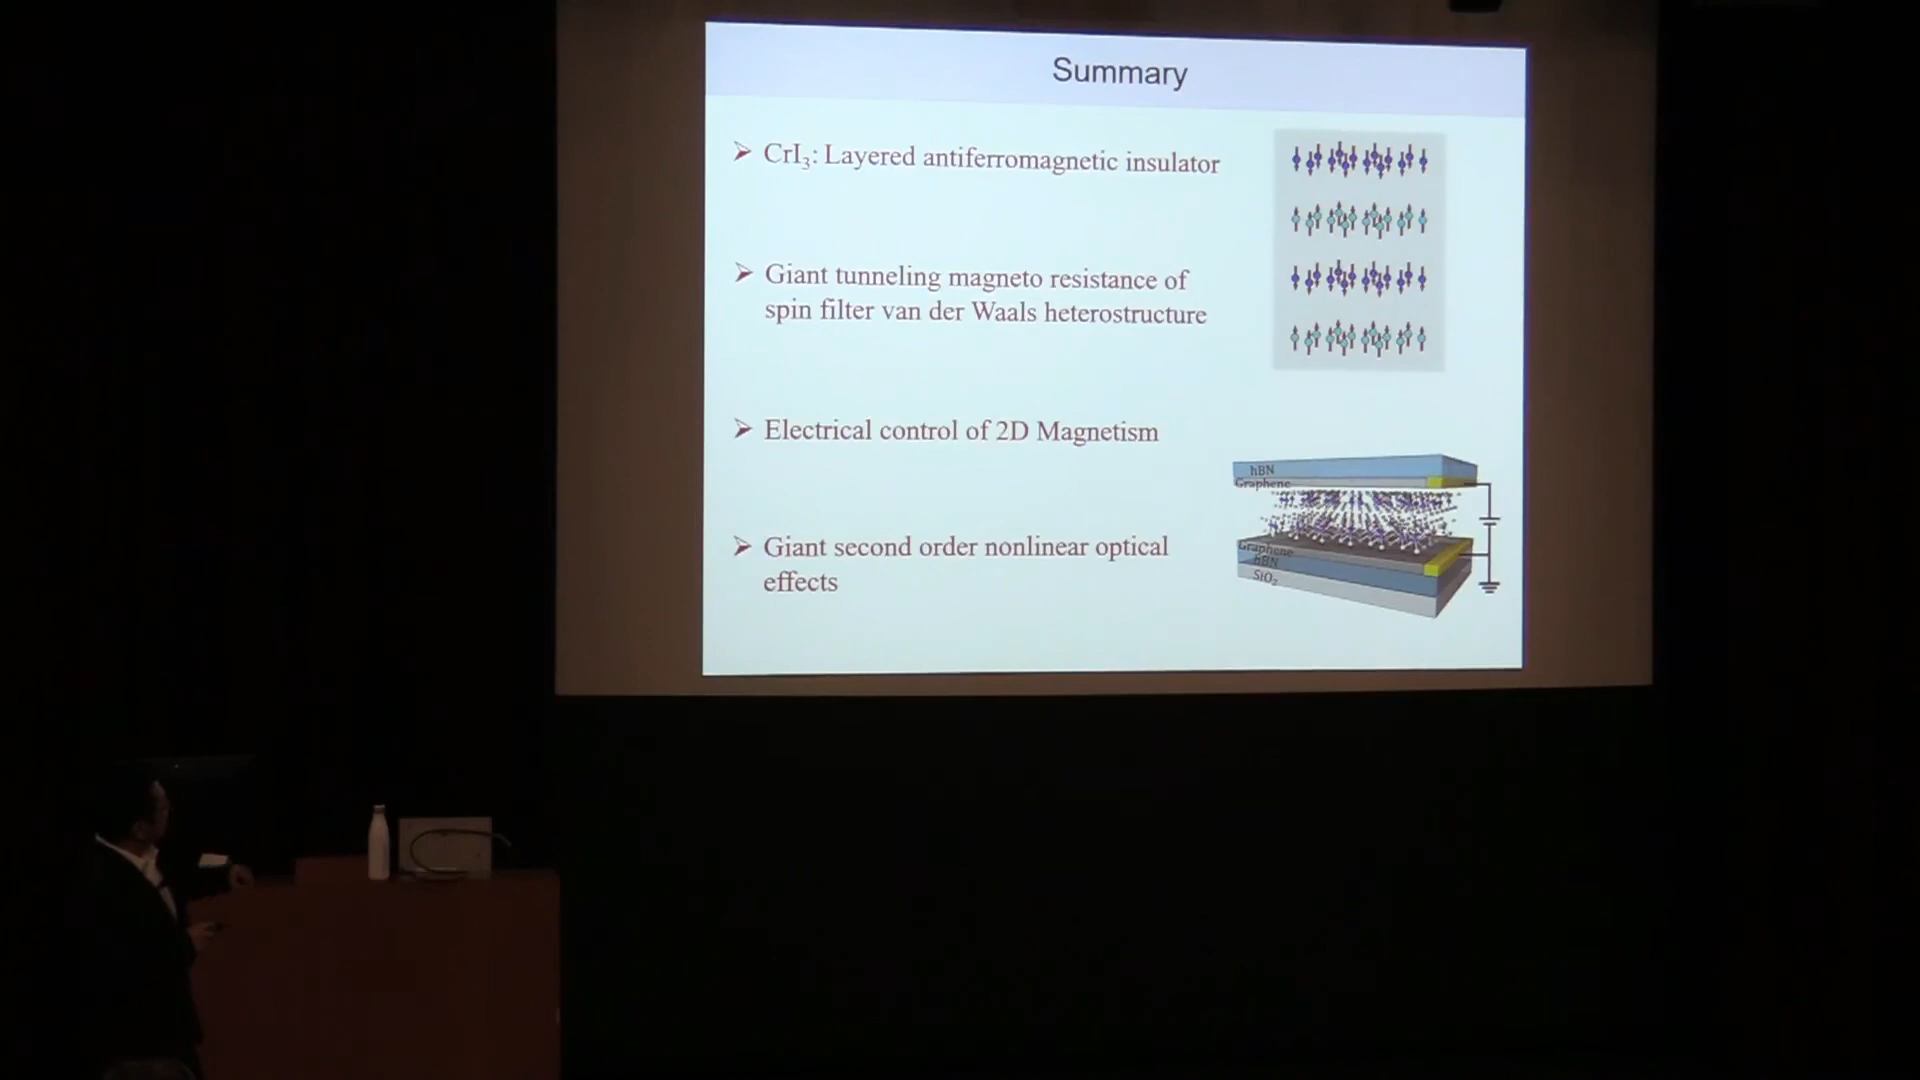 Summary
➢ CrI₃: Layered antiferromagnetic insulator
➢ Giant tunneling magneto resistance of
spin filter van der Waals heterostructure
➢ Electrical control of 2D Magnetism
hBN
Graphene
Graphene
hBN
SiO₂
➢ Giant second order nonlinear optical
effects